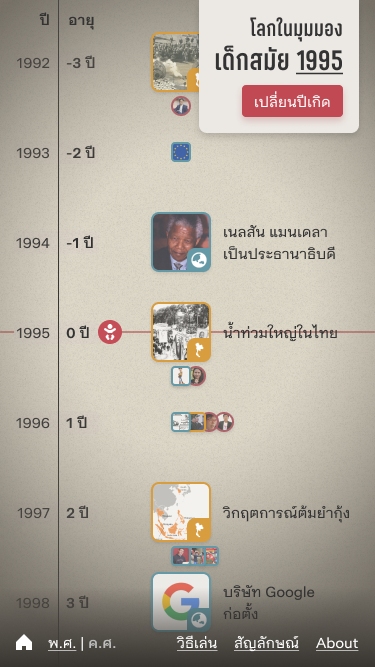 ปี อายุ
โลกในมุมมอง
เด็กสมัย 1995
เปลี่ยนปีเกิด
1992 -3 ปี
1993 -2 ปี
1994 -1 ปี
เนลสัน แมนเดลา
เป็นประธานาธิบดี
1995 0 ปี น้ำท่วมใหญ่ในไทย
1996 1 ปี
1997 2 ปี วิกฤตการณ์ต้มยำกุ้ง
1998 3 ปี
บริษัท Google
ก่อตั้ง
พ.ศ. | ค.ศ. วิธีเล่น สัญลักษณ์ About